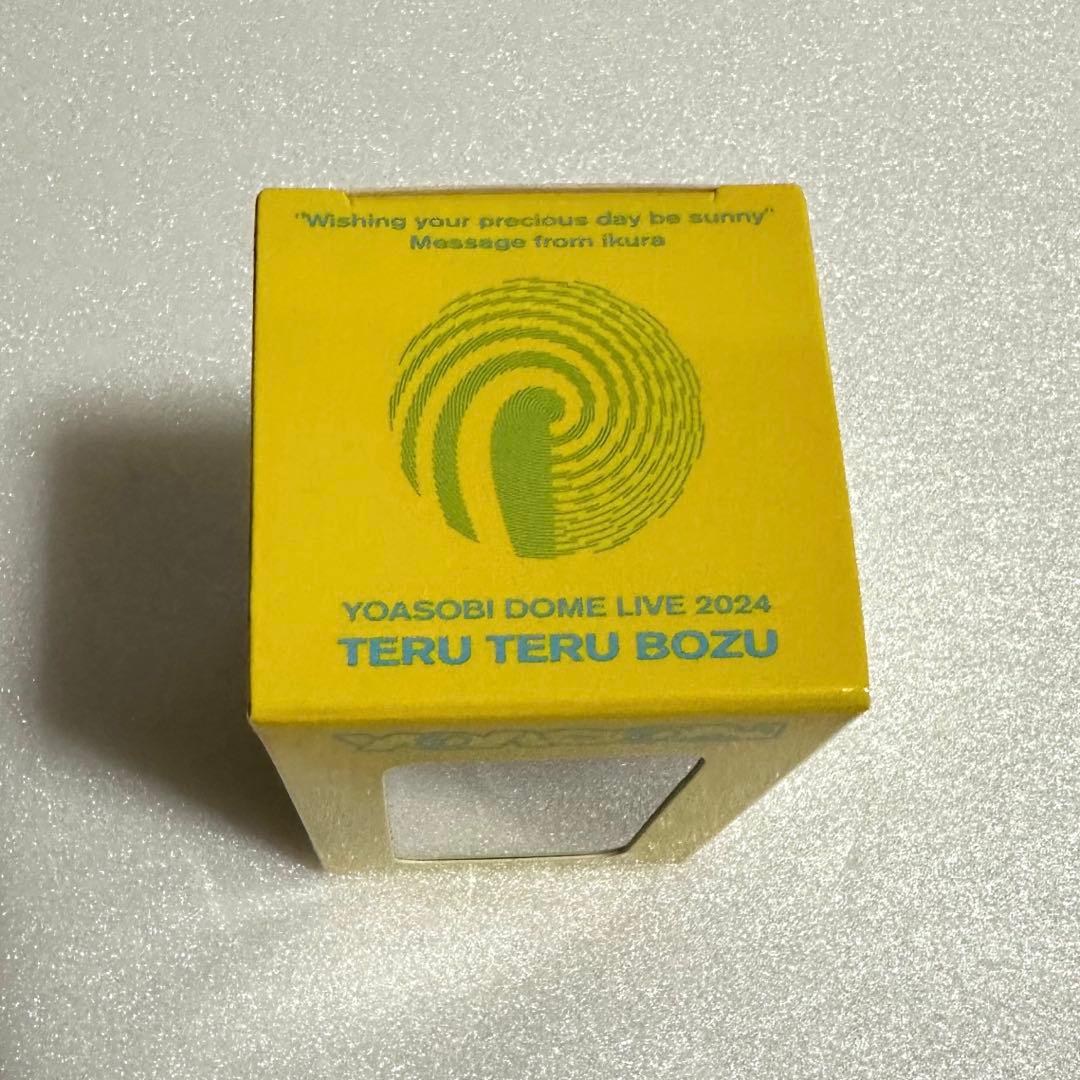 "Wishing your precious day be sunny"
Message from ikura
YOASOBI DOME LIVE 2024
TERU TERU BOZU